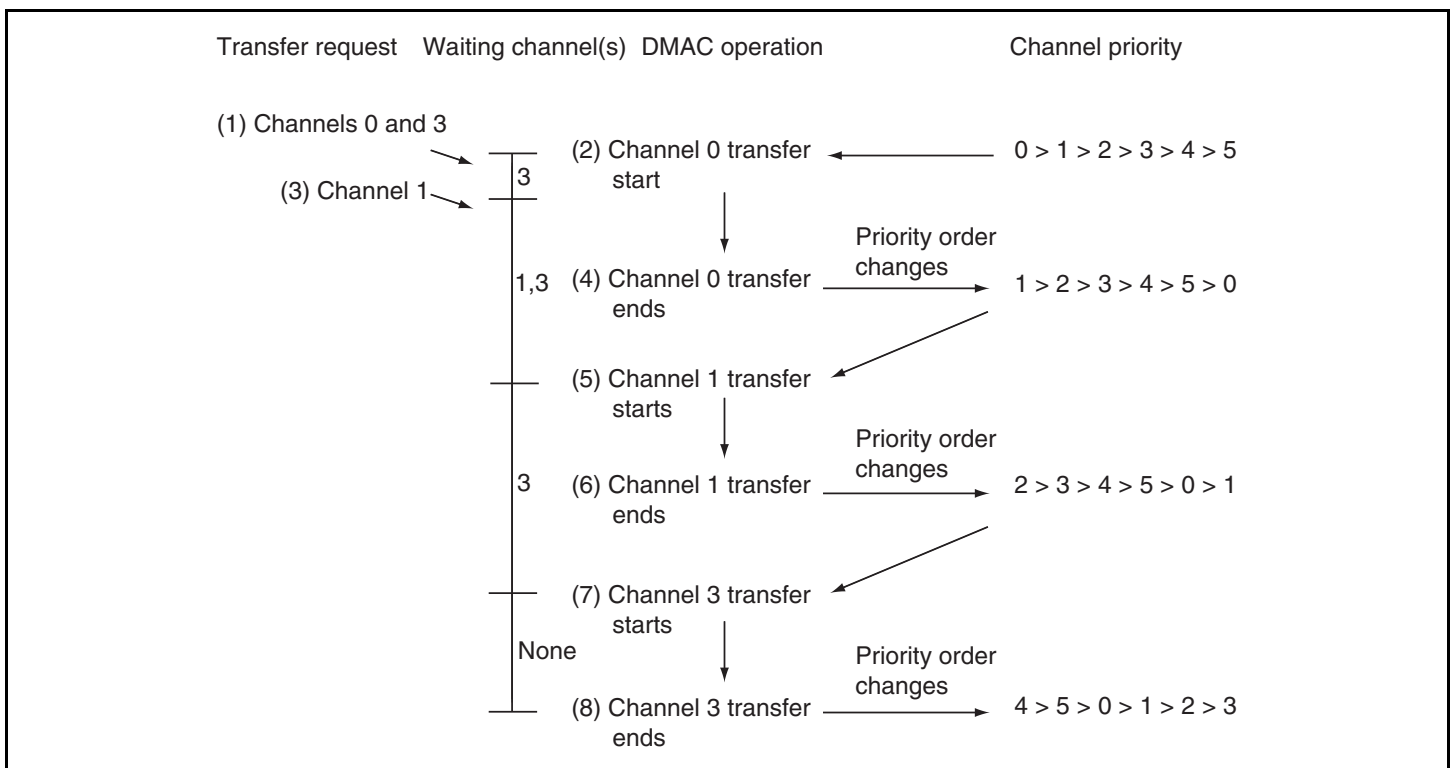 Transfer request Waiting channel(s) DMAC operation Channel priority
(1) Channels 0 and 3
(2) Channel 0 transfer
start
0 > 1 > 2 > 3 > 4 > 5
3
(3) Channel 1
Priority order
changes
1,3
(4) Channel 0 transfer
ends
1 > 2 > 3 > 4 > 5 > 0
(5) Channel 1 transfer
starts
Priority order
changes
3
(6) Channel 1 transfer
ends
2 > 3 > 4 > 5 > 0 > 1
(7) Channel 3 transfer
starts
None
Priority order
changes
(8) Channel 3 transfer
ends
4 > 5 > 0 > 1 > 2 > 3